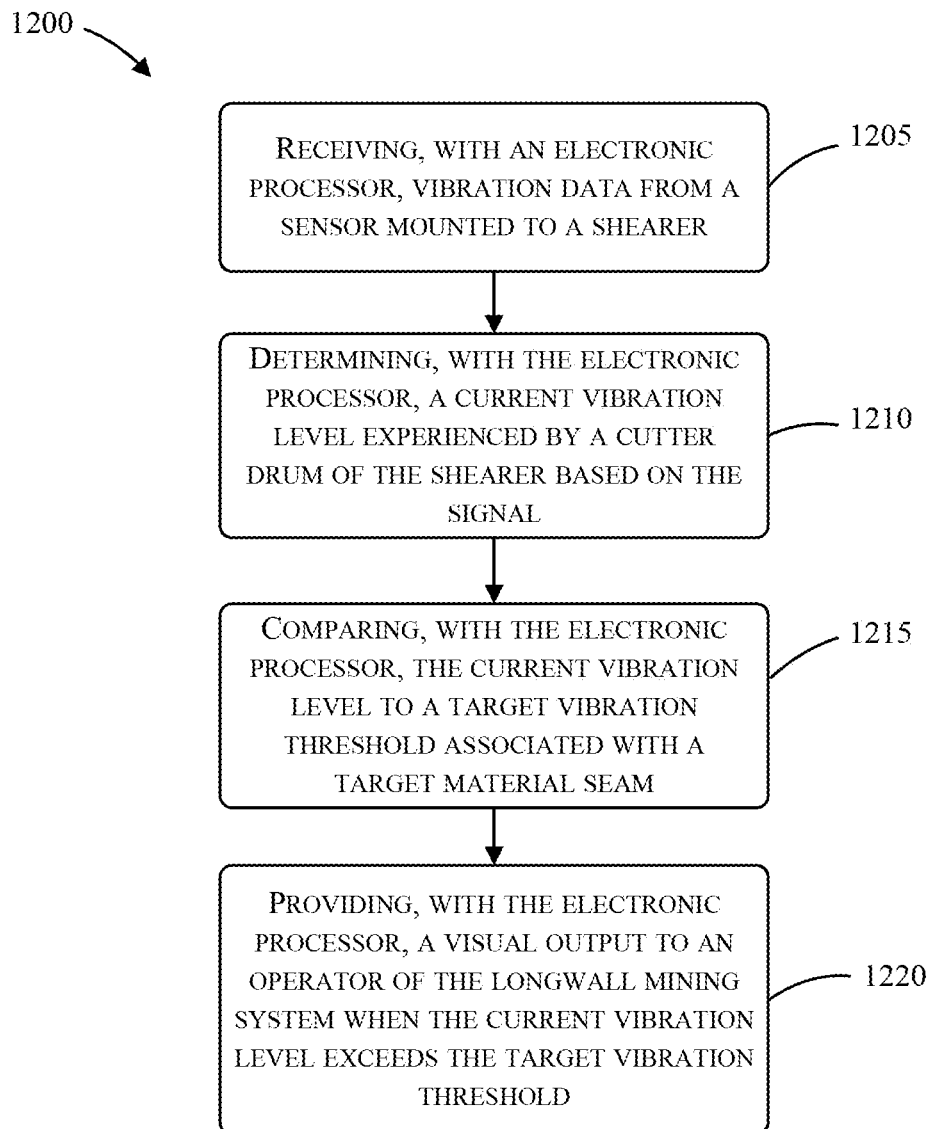 1200
RECEIVING, WITH AN ELECTRONIC
PROCESSOR, VIBRATION DATA FROM A
SENSOR MOUNTED TO A SHEARER
1205
DETERMINING, WITH THE ELECTRONIC
PROCESSOR, A CURRENT VIBRATION
LEVEL EXPERIENCED BY A CUTTER
DRUM OF THE SHEARER BASED ON THE
SIGNAL
1210
COMPARING, WITH THE ELECTRONIC
PROCESSOR, THE CURRENT VIBRATION
LEVEL TO A TARGET VIBRATION
THRESHOLD ASSOCIATED WITH A
TARGET MATERIAL SEAM
1215
PROVIDING, WITH THE ELECTRONIC
PROCESSOR, A VISUAL OUTPUT TO AN
OPERATOR OF THE LONGWALL MINING
SYSTEM WHEN THE CURRENT VIBRATION
LEVEL EXCEEDS THE TARGET VIBRATION
THRESHOLD
1220